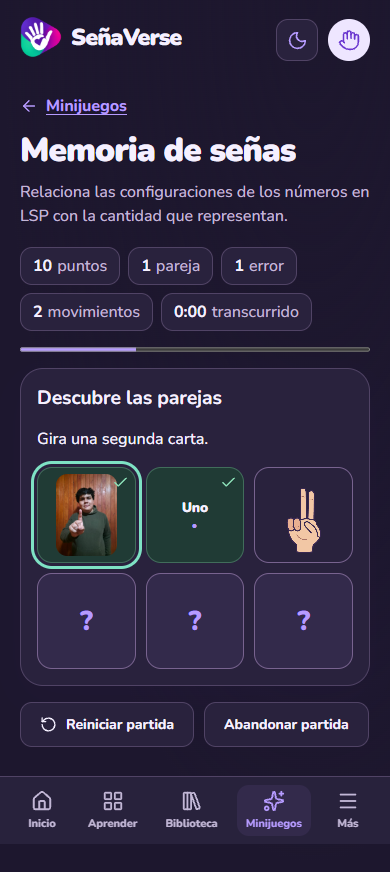 SeñaVerse
Minijuegos
Memoria de señas
Relaciona las configuraciones de los números en
LSP con la cantidad que representan.
10 puntos
1 pareja
1 error
2 movimientos
0:00 transcurrido
Descubre las parejas
Gira una segunda carta.
Uno
? ? ?
Reiniciar partida
Abandonar partida
Inicio
Aprender
Biblioteca
Minijuegos
Más